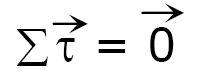 ∑τ⃗ = 0⃗